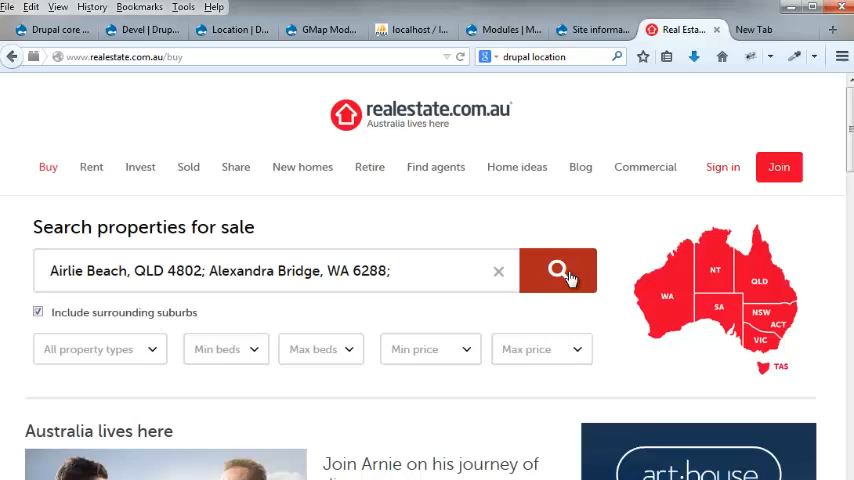 File Edit View History Bookmarks Tools Help
Drupal core ... Devel | Drup... Location | D... GMap Mod... localhost / l... Modules | M... Site informa... Real Esta... New Tab
www.realestate.com.au/buy drupal location
realestate.com.au
Australia lives here
Buy Rent Invest Sold Share New homes Retire Find agents Home ideas Blog Commercial Sign in Join
Search properties for sale
Airlie Beach, QLD 4802; Alexandra Bridge, WA 6288;
Include surrounding suburbs
All property types Min beds Max beds Min price Max price
NT
QLD
WA
SA
NSW
ACT
VIC
TAS
Australia lives here
Join Arnie on his journey of
art·house